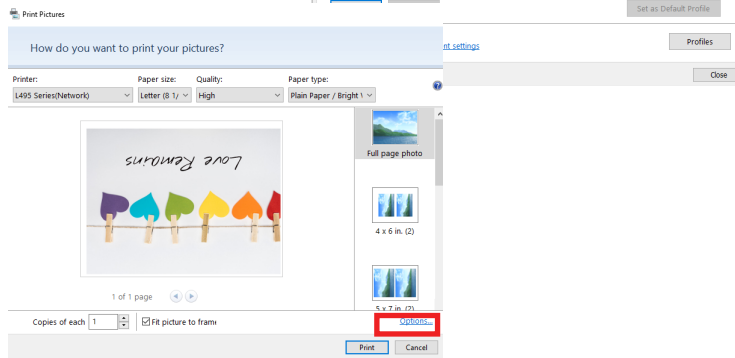 Set as Default Profile
Print Pictures
How do you want to print your pictures?
nt settings
Profiles
Printer:
Paper size:
Quality:
Paper type:
L495 Series(Network)
Letter (8 1/
High
Plain Paper / Bright
Close
Love Remains
Full page photo
4 x 6 in. (2)
1 of 1 page
5 x 7 in. (2)
Copies of each
1
Fit picture to frame
Options...
Print
Cancel